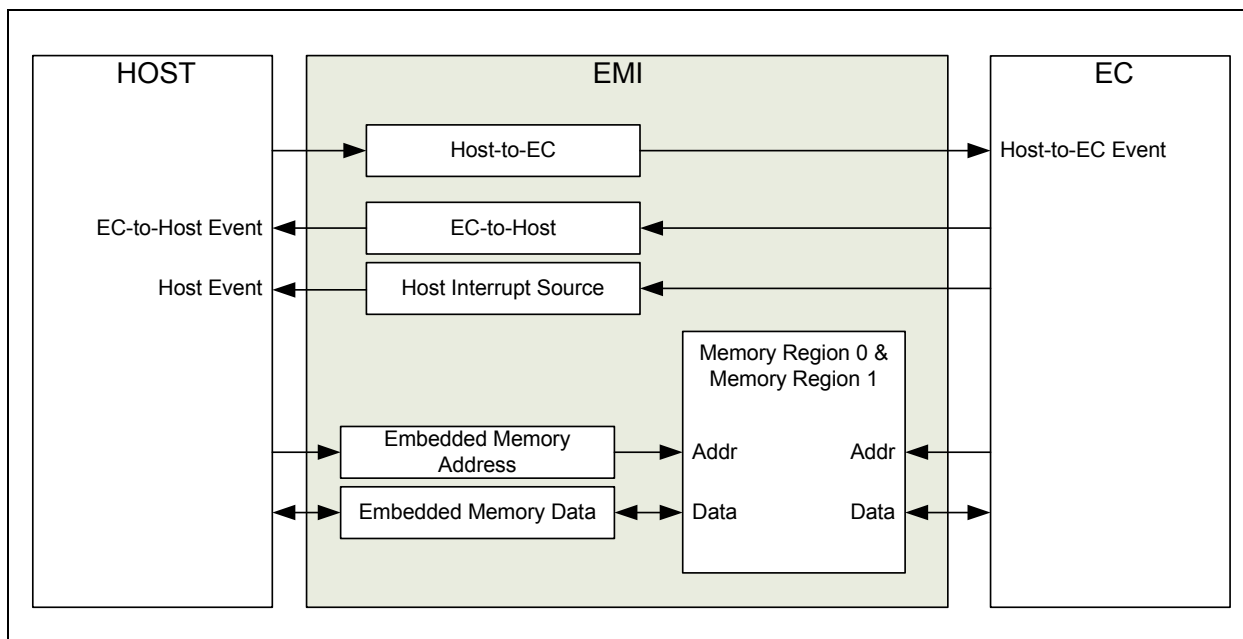 HOST
EMI
EC
Host-to-EC
Host-to-EC Event
EC-to-Host Event
EC-to-Host
Host Event
Host Interrupt Source
Memory Region 0 &
Memory Region 1
Embedded Memory
Address
Addr
Addr
Embedded Memory Data
Data
Data